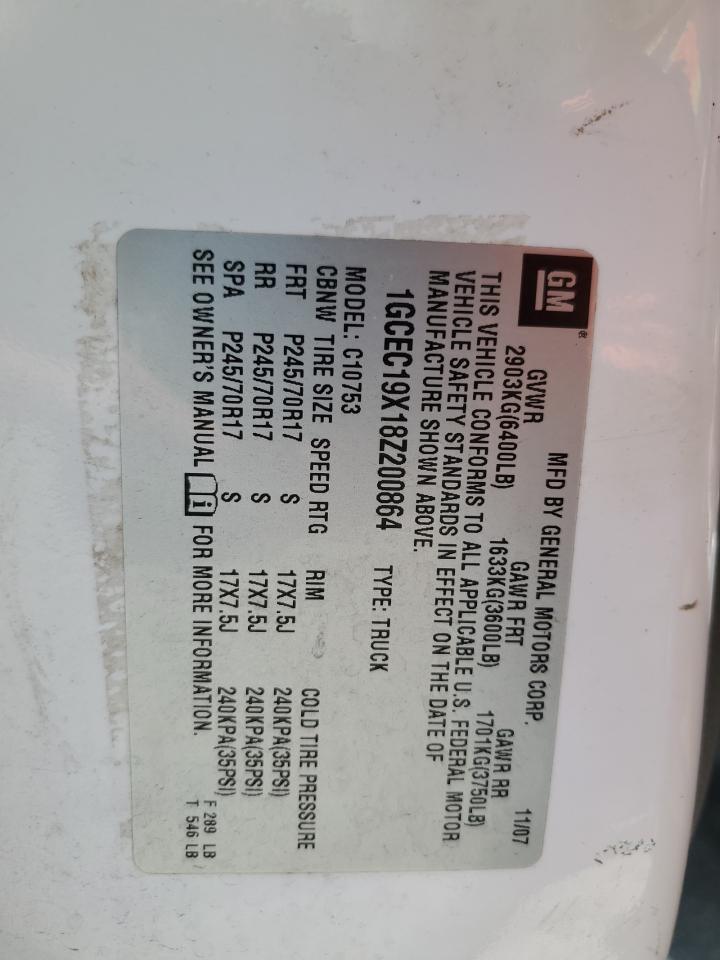 GM®
MFD BY GENERAL MOTORS CORP. 11/07
GVWR GAWR FRT GAWR RR
2903KG(6400LB) 1633KG(3600LB) 1701KG(3750LB)
THIS VEHICLE CONFORMS TO ALL APPLICABLE U.S. FEDERAL MOTOR
VEHICLE SAFETY STANDARDS IN EFFECT ON THE DATE OF
MANUFACTURE SHOWN ABOVE.
1GCEC19X18Z200864 TYPE: TRUCK
MODEL: C10753
CBNW TIRE SIZE SPEED RTG RIM COLD TIRE PRESSURE
FRT P245/70R17 S 17X7.5J 240KPA(35PSI)
RR P245/70R17 S 17X7.5J 240KPA(35PSI)
SPA P245/70R17 S 17X7.5J 240KPA(35PSI)
SEE OWNER'S MANUAL i FOR MORE INFORMATION.
F 289 LB
T 546 LB